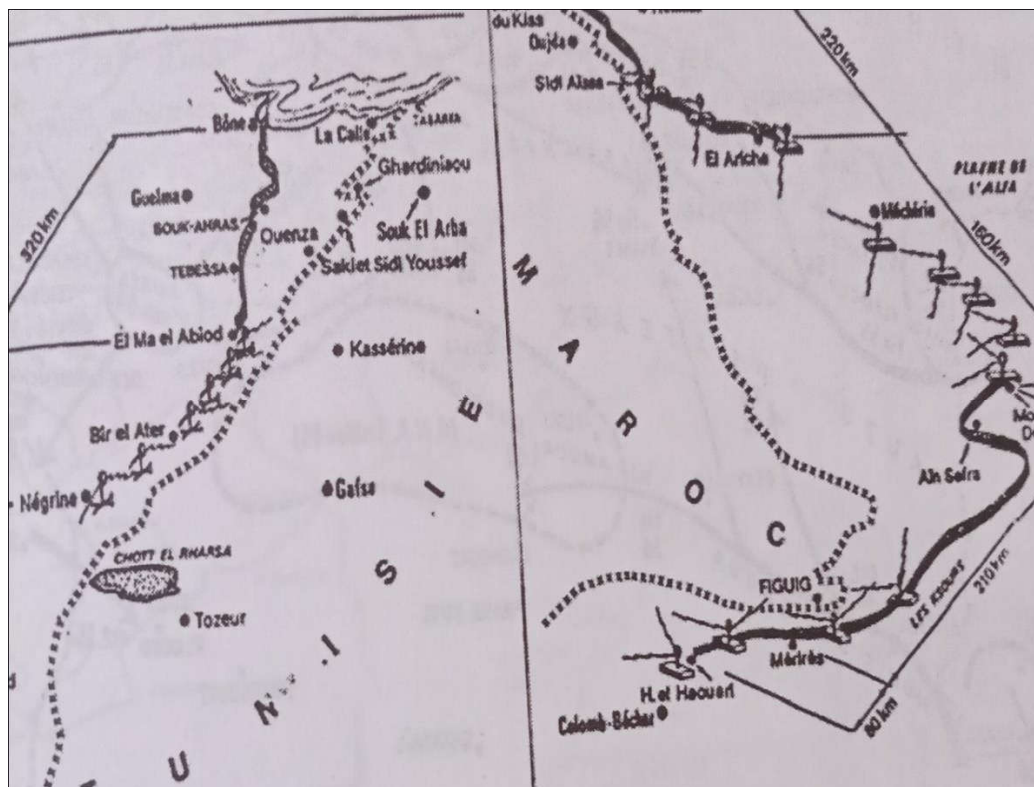 Bône
La Calle
TABARKA
Ghardiniaou
Guelma
320 km
SOUK-AHRAS
Ouenza
Souk El Arba
Sakiet Sidi Youssef
TEBESSA
El Ma el Abiod
Kassérine
Bir el Ater
Négrine
Gafsa
CHOTT EL RHARSA
Tozeur
U N I S I E
du Kiss
Oujda
Sidi Aïssa
El Aricha
220 km
PLAINE DE
L'ALFA
Méchéria
160 km
M A R O C
Aïn Sefra
FIGUIG
LES KSOURS
210 km
Mérirès
H. el Haouari
Colomb-Béchar
80 km